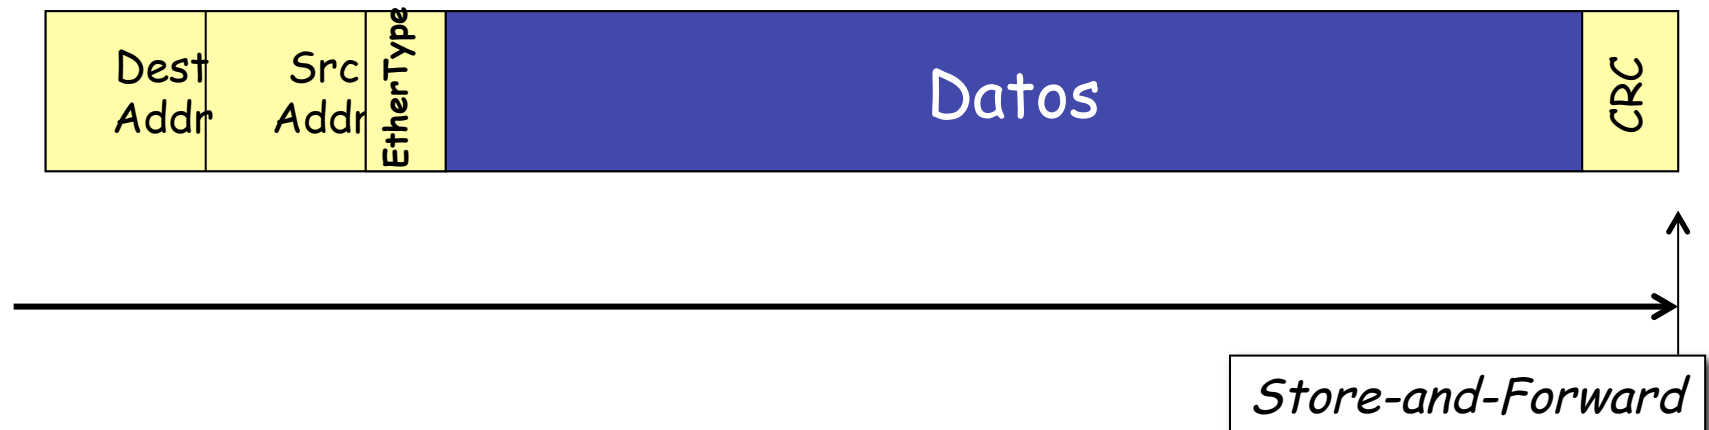 Dest
Addr
Src
Addr
EtherType
Datos
CRC
Store-and-Forward